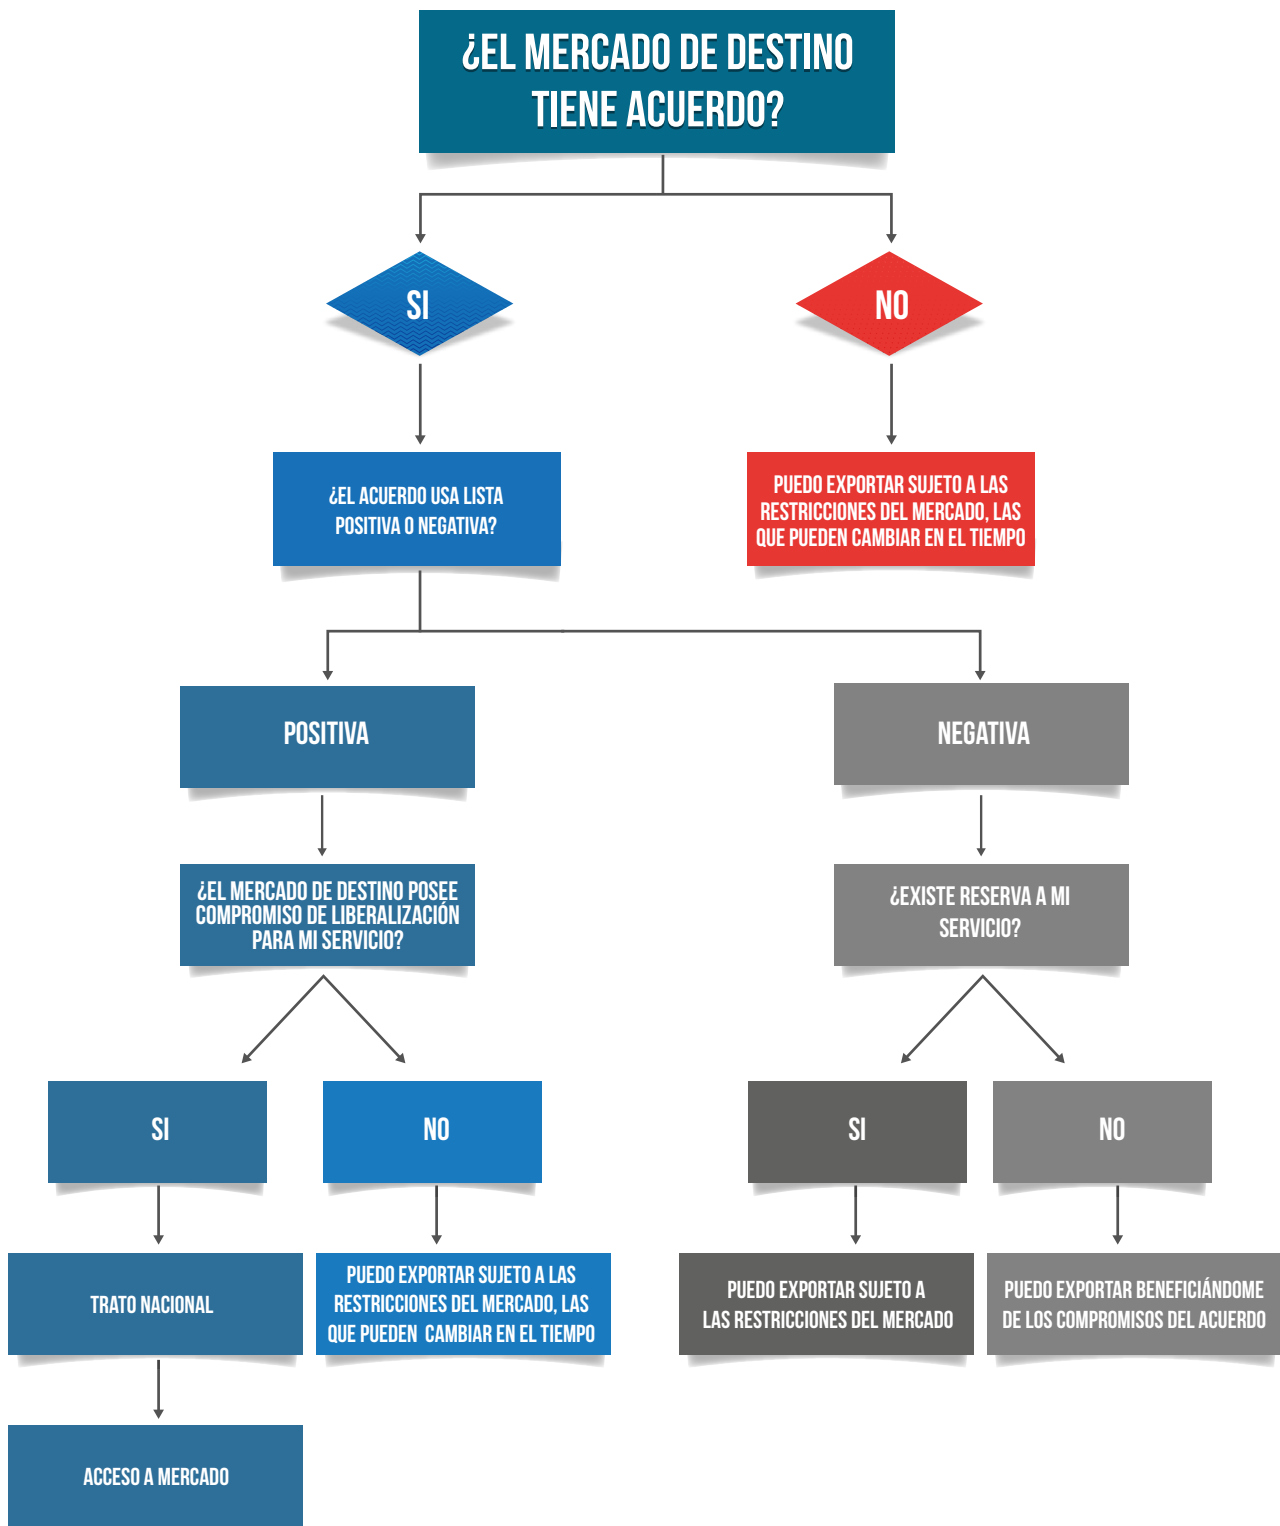 ¿EL MERCADO DE DESTINO
TIENE ACUERDO?
SI
NO
¿EL ACUERDO USA LISTA
POSITIVA O NEGATIVA?
PUEDO EXPORTAR SUJETO A LAS
RESTRICCIONES DEL MERCADO, LAS
QUE PUEDEN CAMBIAR EN EL TIEMPO
POSITIVA
NEGATIVA
¿EL MERCADO DE DESTINO POSEE
COMPROMISO DE LIBERALIZACIÓN
PARA MI SERVICIO?
¿EXISTE RESERVA A MI
SERVICIO?
SI
NO
SI
NO
TRATO NACIONAL
PUEDO EXPORTAR SUJETO A LAS
RESTRICCIONES DEL MERCADO, LAS
QUE PUEDEN CAMBIAR EN EL TIEMPO
PUEDO EXPORTAR SUJETO A
LAS RESTRICCIONES DEL MERCADO
PUEDO EXPORTAR BENEFICIÁNDOME
DE LOS COMPROMISOS DEL ACUERDO
ACCESO A MERCADO